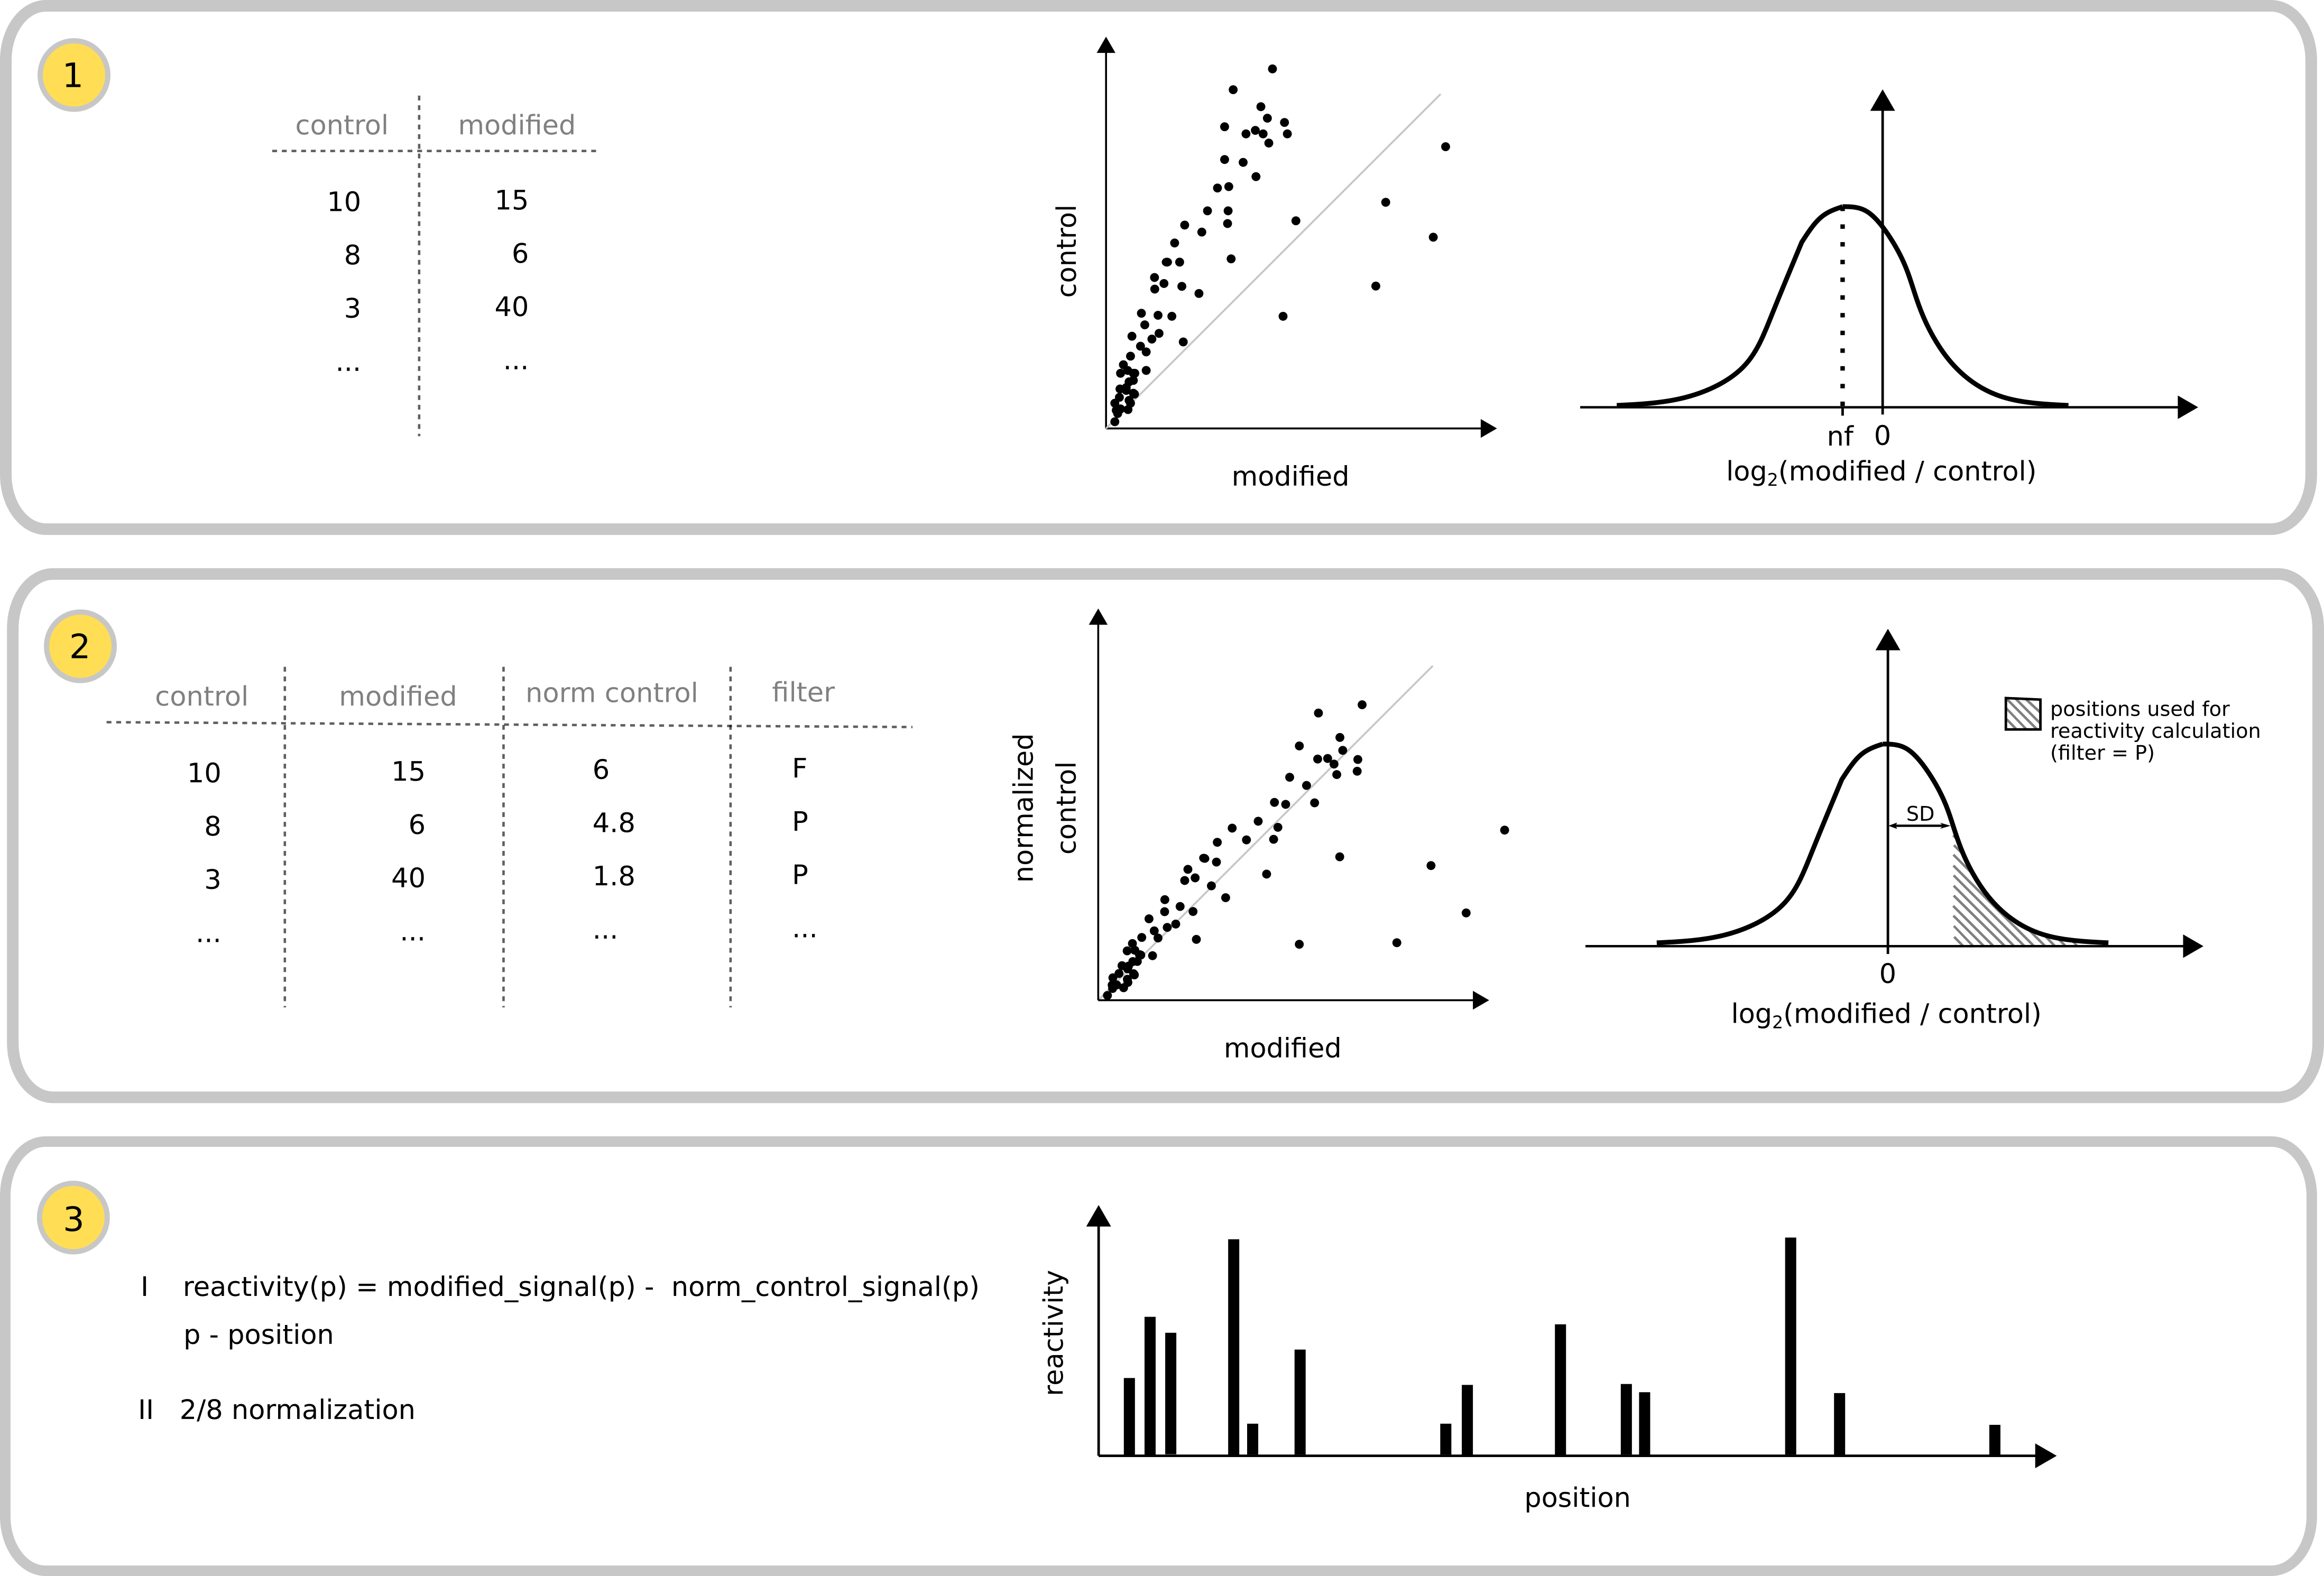 1
control modified
10 15
8 6
3 40
... ...
control
modified
nf 0
log2(modified / control)
2
control modified norm control filter
10 15 6 F
8 6 4.8 P
3 40 1.8 P
... ... ... ...
normalized
control
modified
positions used for
reactivity calculation
(filter = P)
SD
0
log2(modified / control)
3
I reactivity(p) = modified_signal(p) - norm_control_signal(p)
p - position
II 2/8 normalization
reactivity
position